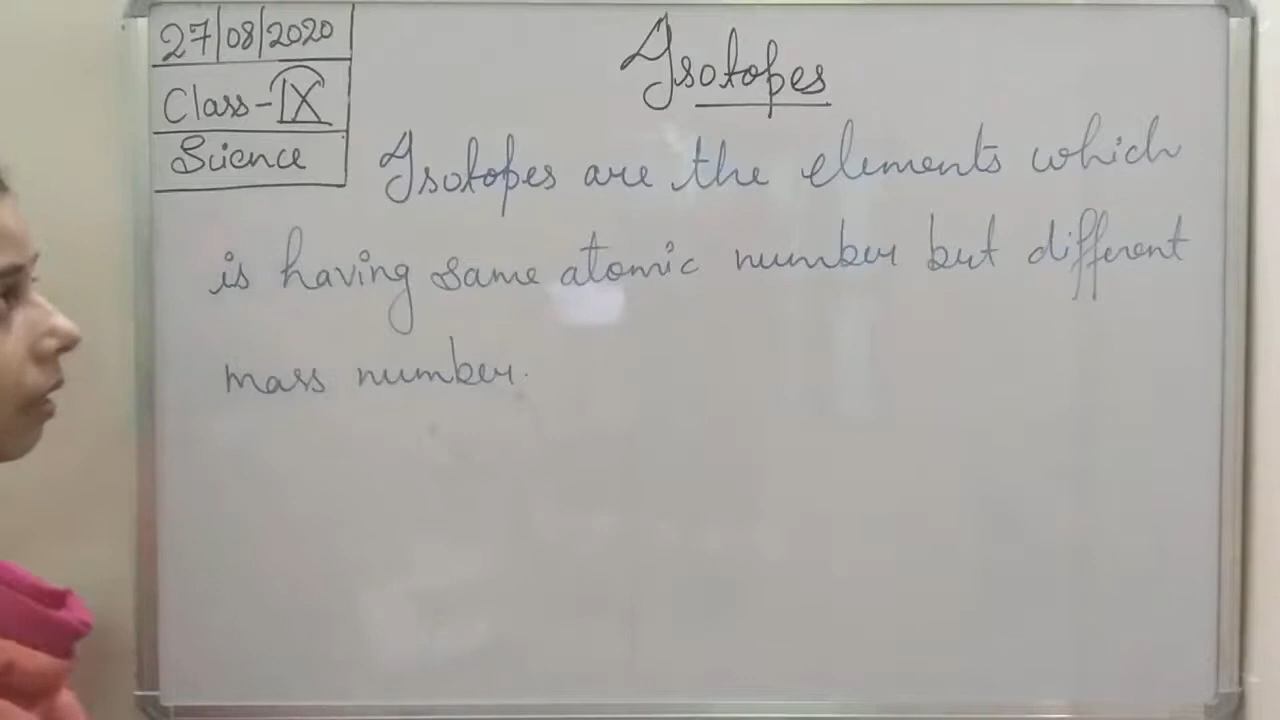 27/08/2020
Class-IX
Science
Isotopes
Isotopes are the elements which
is having same atomic number but different
mass number.